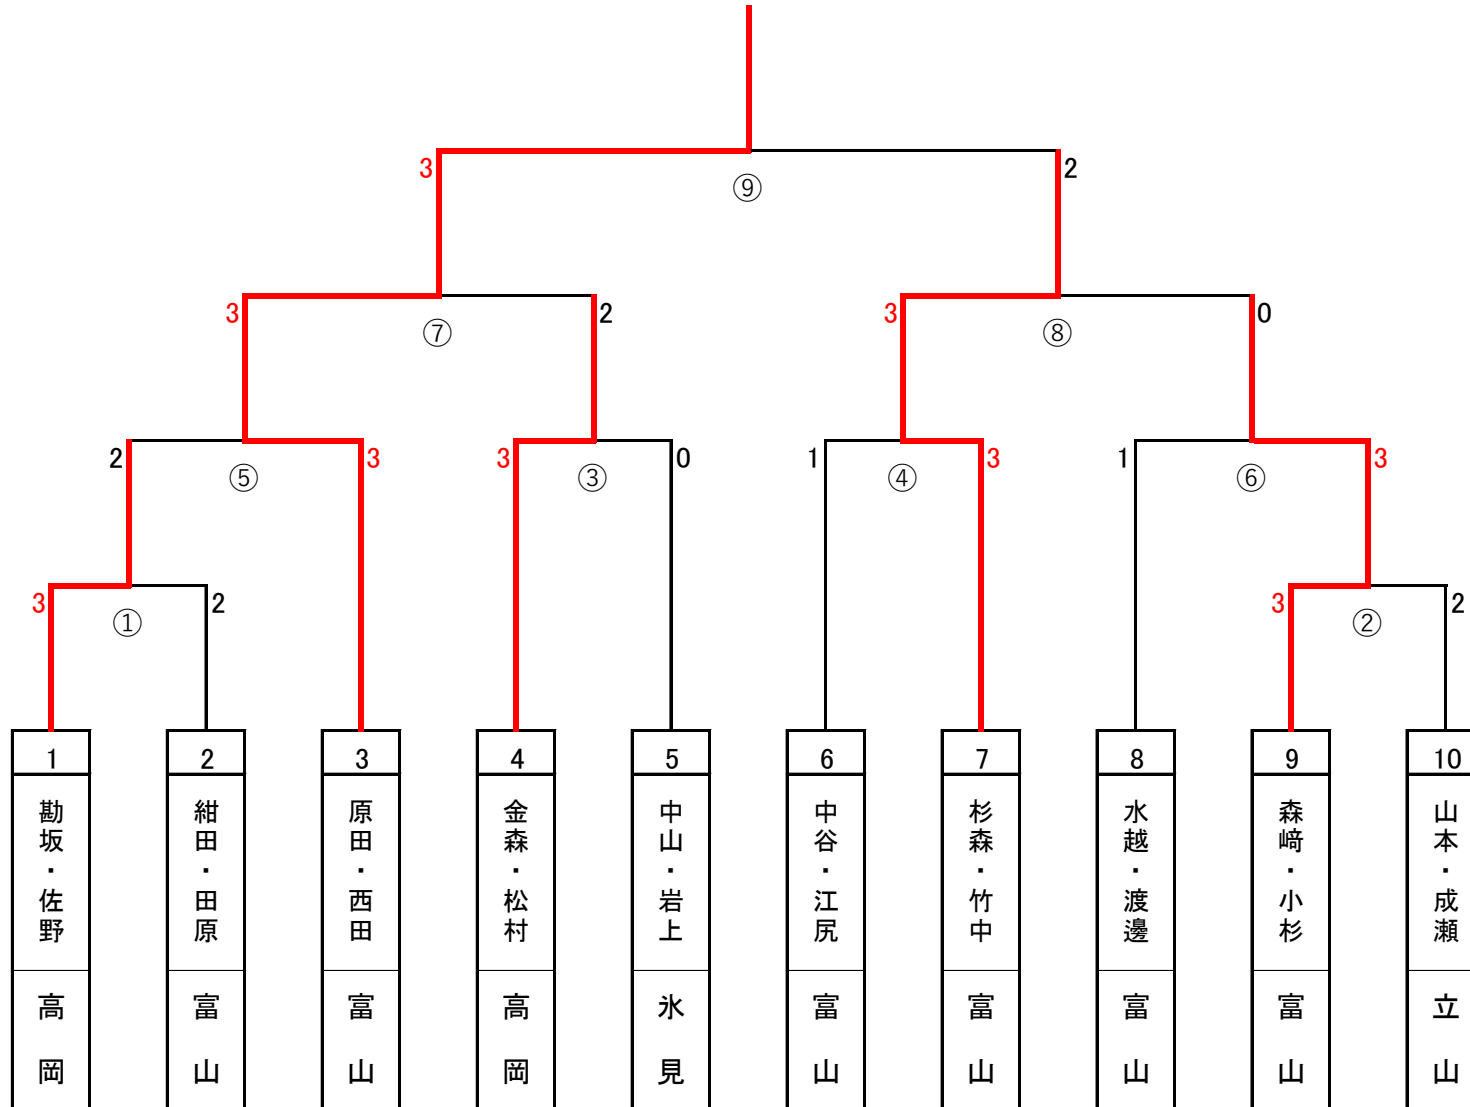 3
2
⑨
3
2
3
0
⑦
⑧
2
3
3
0
1
3
1
3
⑤
③
④
⑥
3
2
3
2
①
②
1
2
3
4
5
6
7
8
9
10
勘坂・佐野
紺田・田原
原田・西田
金森・松村
中山・岩上
中谷・江尻
杉森・竹中
水越・渡邊
森﨑・小杉
山本・成瀬
高岡
富山
富山
高岡
氷見
富山
富山
富山
富山
立山